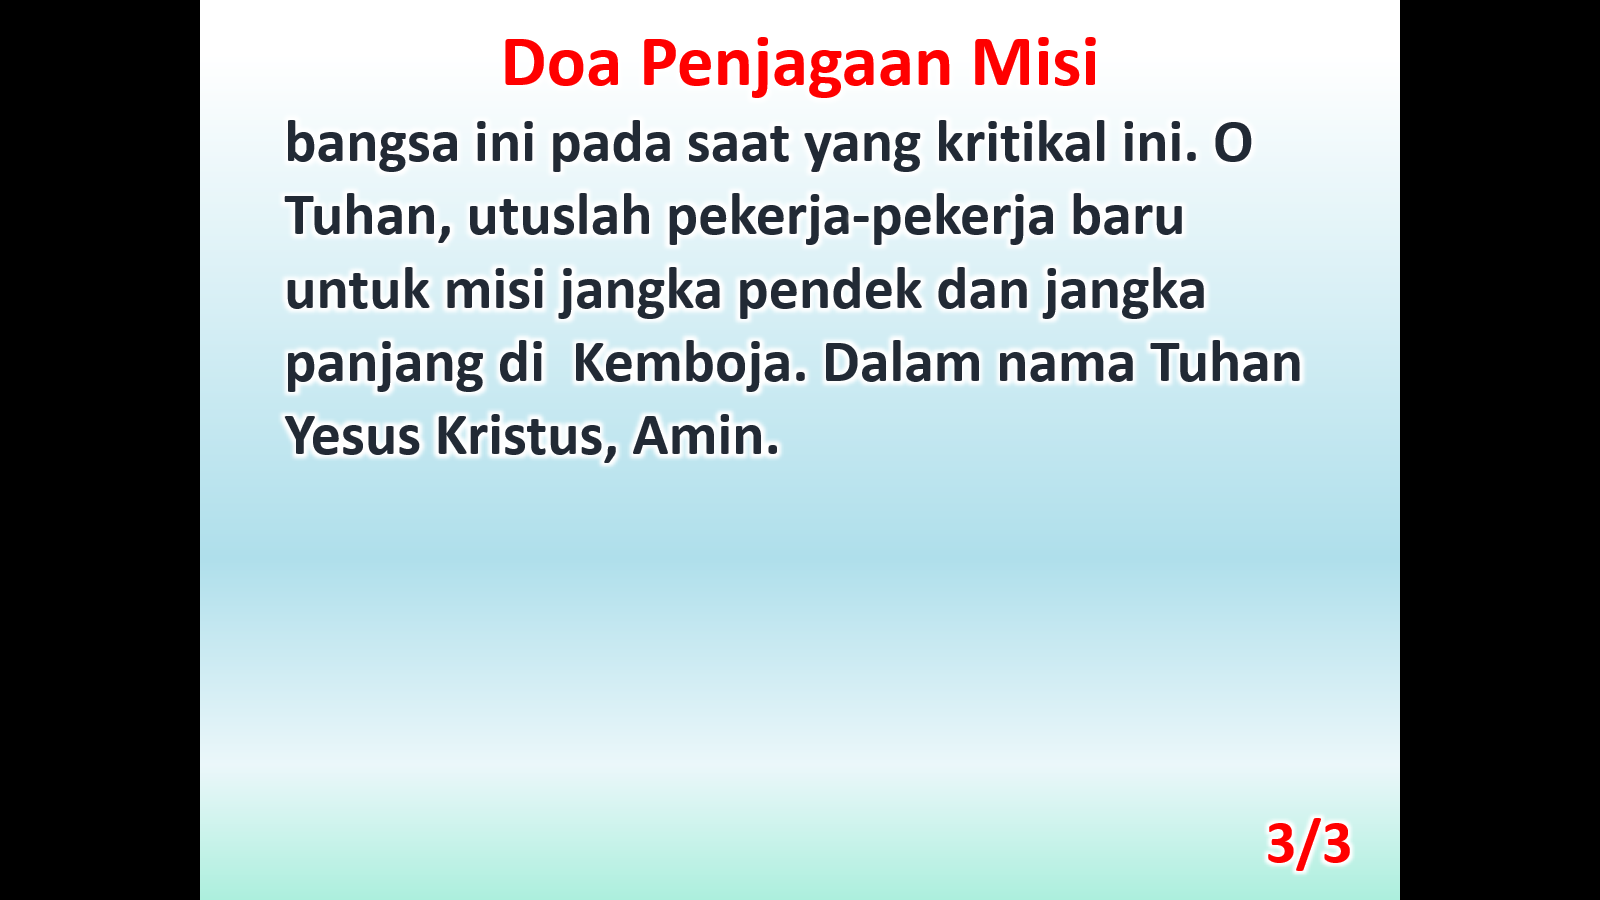 Doa Penjagaan Misi
bangsa ini pada saat yang kritikal ini. O
Tuhan, utuslah pekerja-pekerja baru
untuk misi jangka pendek dan jangka
panjang di  Kemboja. Dalam nama Tuhan
Yesus Kristus, Amin.
3/3